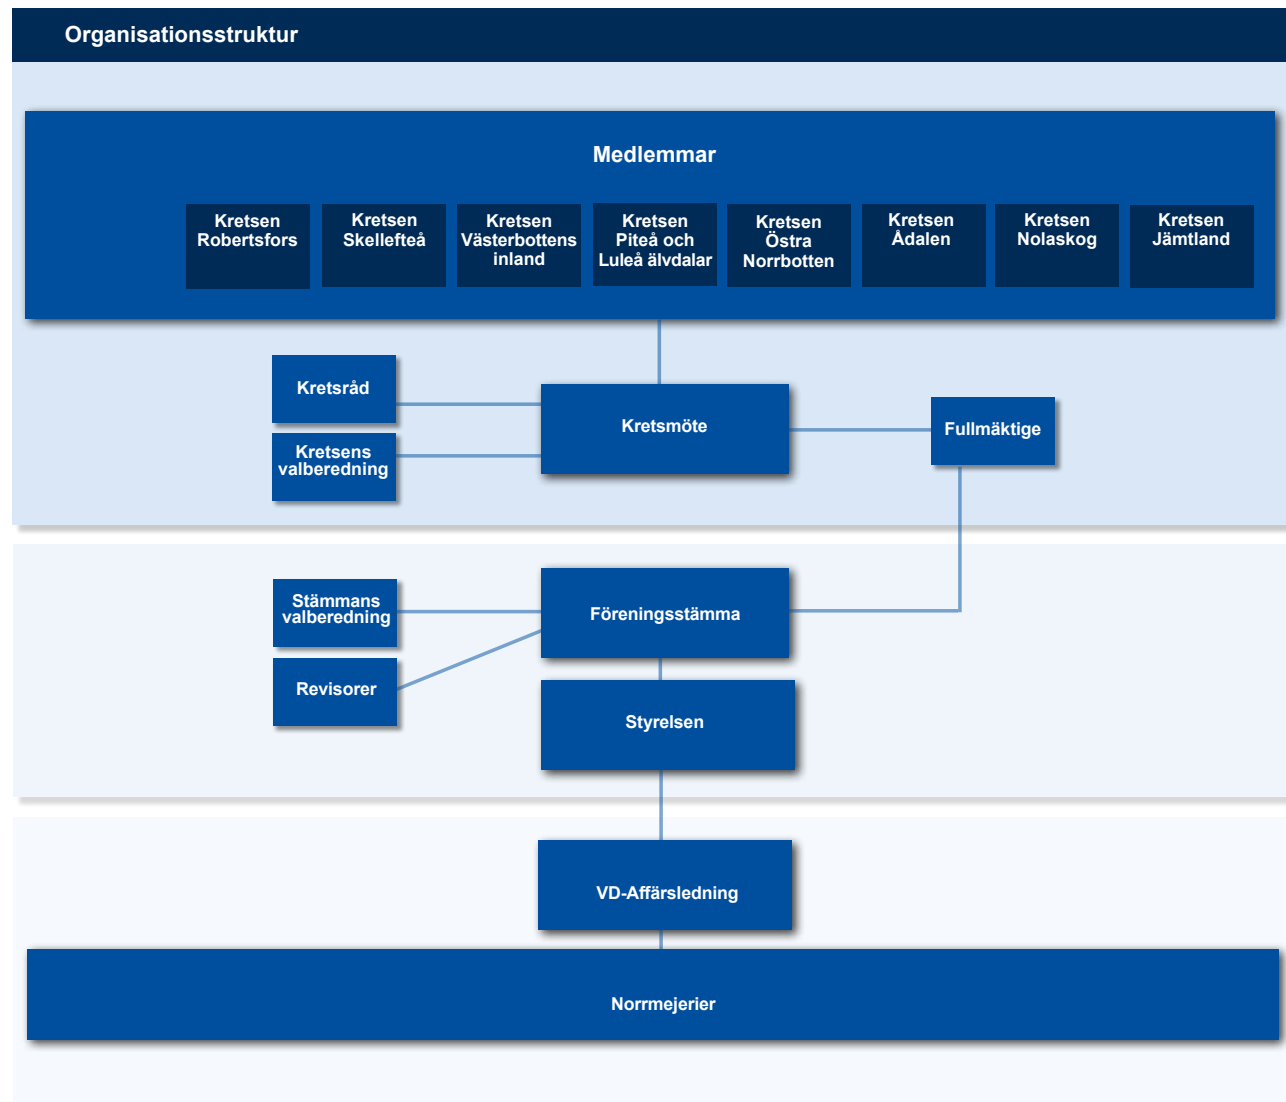 Organisationsstruktur
Medlemmar
Kretsen
Robertsfors
Kretsen
Skellefteå
Kretsen
Västerbottens
inland
Kretsen
Piteå och
Luleå älvdalar
Kretsen
Östra
Norrbotten
Kretsen
Ådalen
Kretsen
Nolaskog
Kretsen
Jämtland
Kretsråd
Kretsens
valberedning
Kretsmöte
Fullmäktige
Stämmans
valberedning
Revisorer
Föreningsstämma
Styrelsen
VD-Affärsledning
Norrmejerier